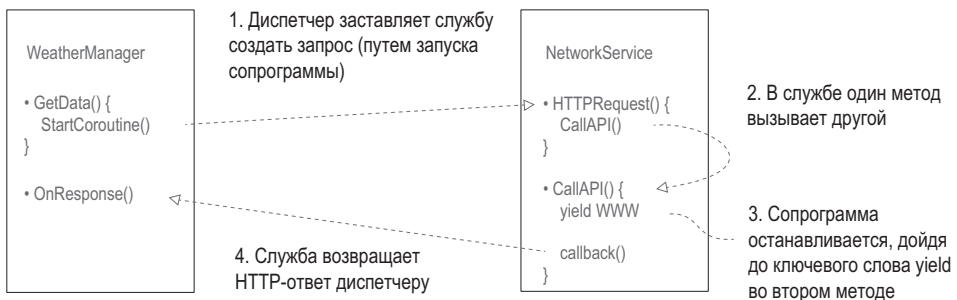 1. Диспетчер заставляет службу
создать запрос (путем запуска
сопрограммы)
WeatherManager
• GetData() {
StartCoroutine()
}
• OnResponse()
NetworkService
• HTTPRequest() {
CallAPI()
}
• CallAPI() {
yield WWW
callback()
}
2. В службе один метод
вызывает другой
3. Сопрограмма
останавливается, дойдя
до ключевого слова yield
во втором методе
4. Служба возвращает
HTTP-ответ диспетчеру